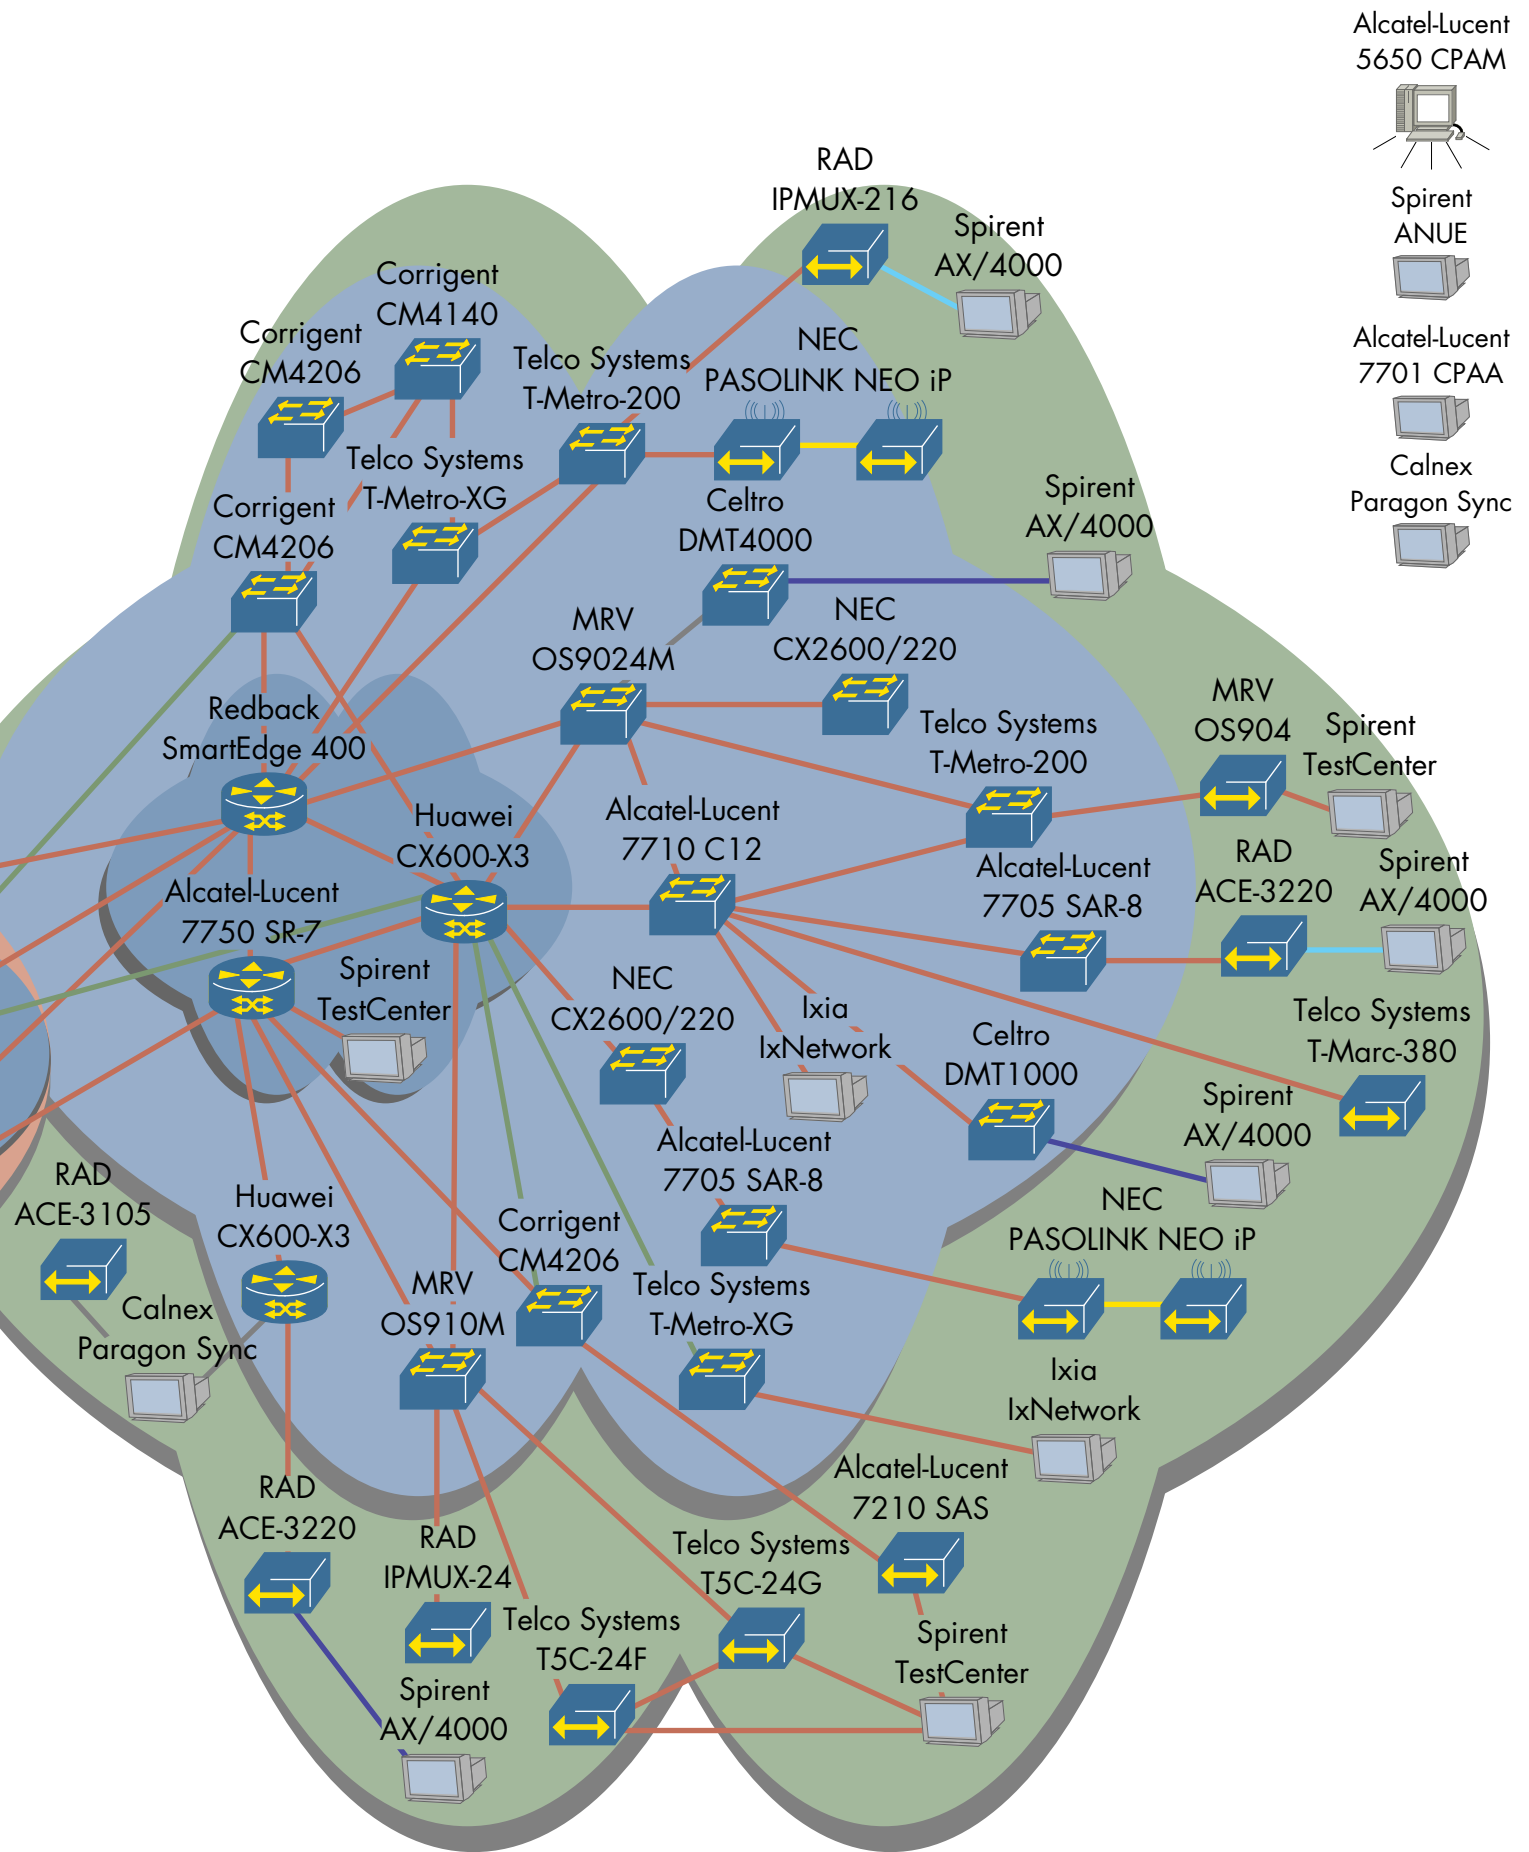 Alcatel-Lucent
5650 CPAM
Spirent
ANUE
Alcatel-Lucent
7701 CPAA
Calnex
Paragon Sync
RAD
IPMUX-216
Spirent
AX/4000
Corrigent
CM4140
Corrigent
CM4206
Telco Systems
T-Metro-200
NEC
PASOLINK NEO iP
Telco Systems
T-Metro-XG
Corrigent
CM4206
Celtro
DMT4000
Spirent
AX/4000
MRV
OS9024M
NEC
CX2600/220
Redback
SmartEdge 400
Telco Systems
T-Metro-200
MRV
OS904
Spirent
TestCenter
Huawei
CX600-X3
Alcatel-Lucent
7710 C12
Alcatel-Lucent
7705 SAR-8
RAD
ACE-3220
Spirent
AX/4000
Alcatel-Lucent
7750 SR-7
Spirent
TestCenter
NEC
CX2600/220
Ixia
IxNetwork
Celtro
DMT1000
Telco Systems
T-Marc-380
Spirent
AX/4000
Alcatel-Lucent
7705 SAR-8
RAD
ACE-3105
Huawei
CX600-X3
Corrigent
CM4206
NEC
PASOLINK NEO iP
Calnex
Paragon Sync
MRV
OS910M
Telco Systems
T-Metro-XG
Ixia
IxNetwork
RAD
ACE-3220
RAD
IPMUX-24
Alcatel-Lucent
7210 SAS
Telco Systems
T5C-24G
Telco Systems
T5C-24F
Spirent
TestCenter
Spirent
AX/4000